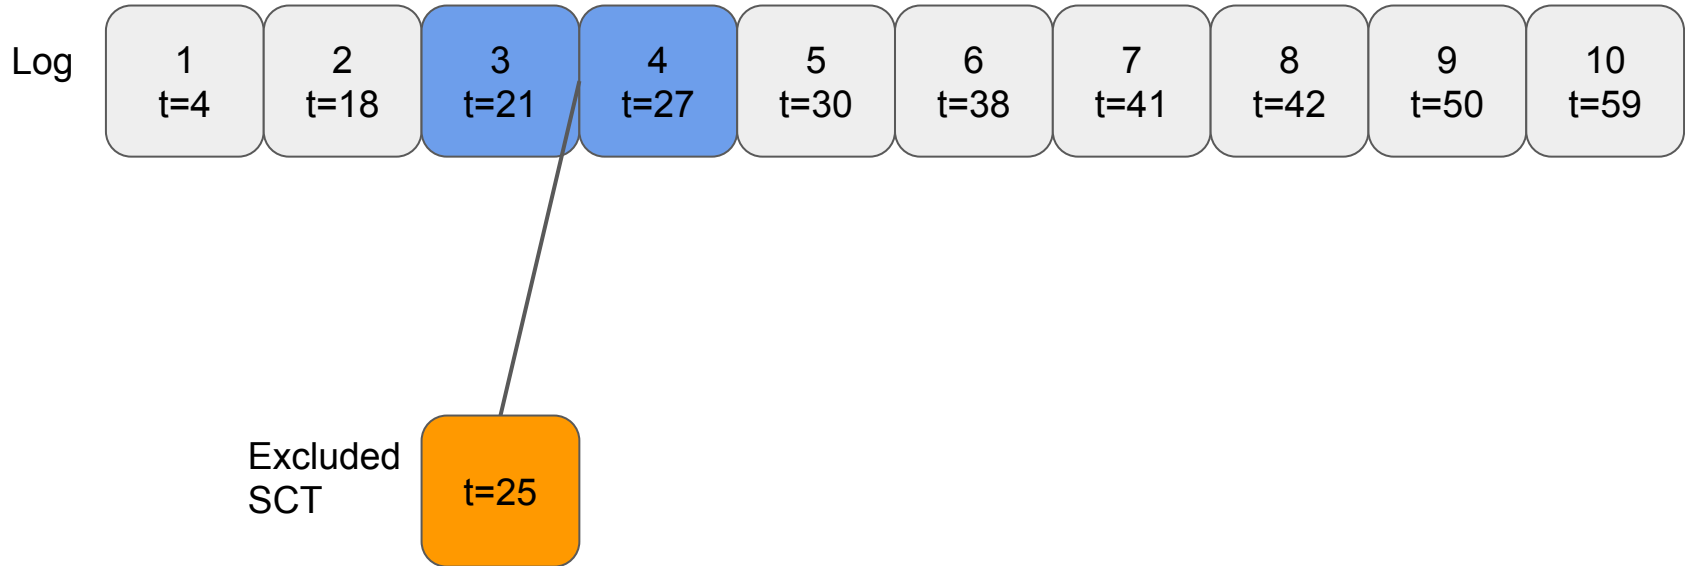 Log
1
t=4
2
t=18
3
t=21
4
t=27
5
t=30
6
t=38
7
t=41
8
t=42
9
t=50
10
t=59
Excluded
SCT
t=25